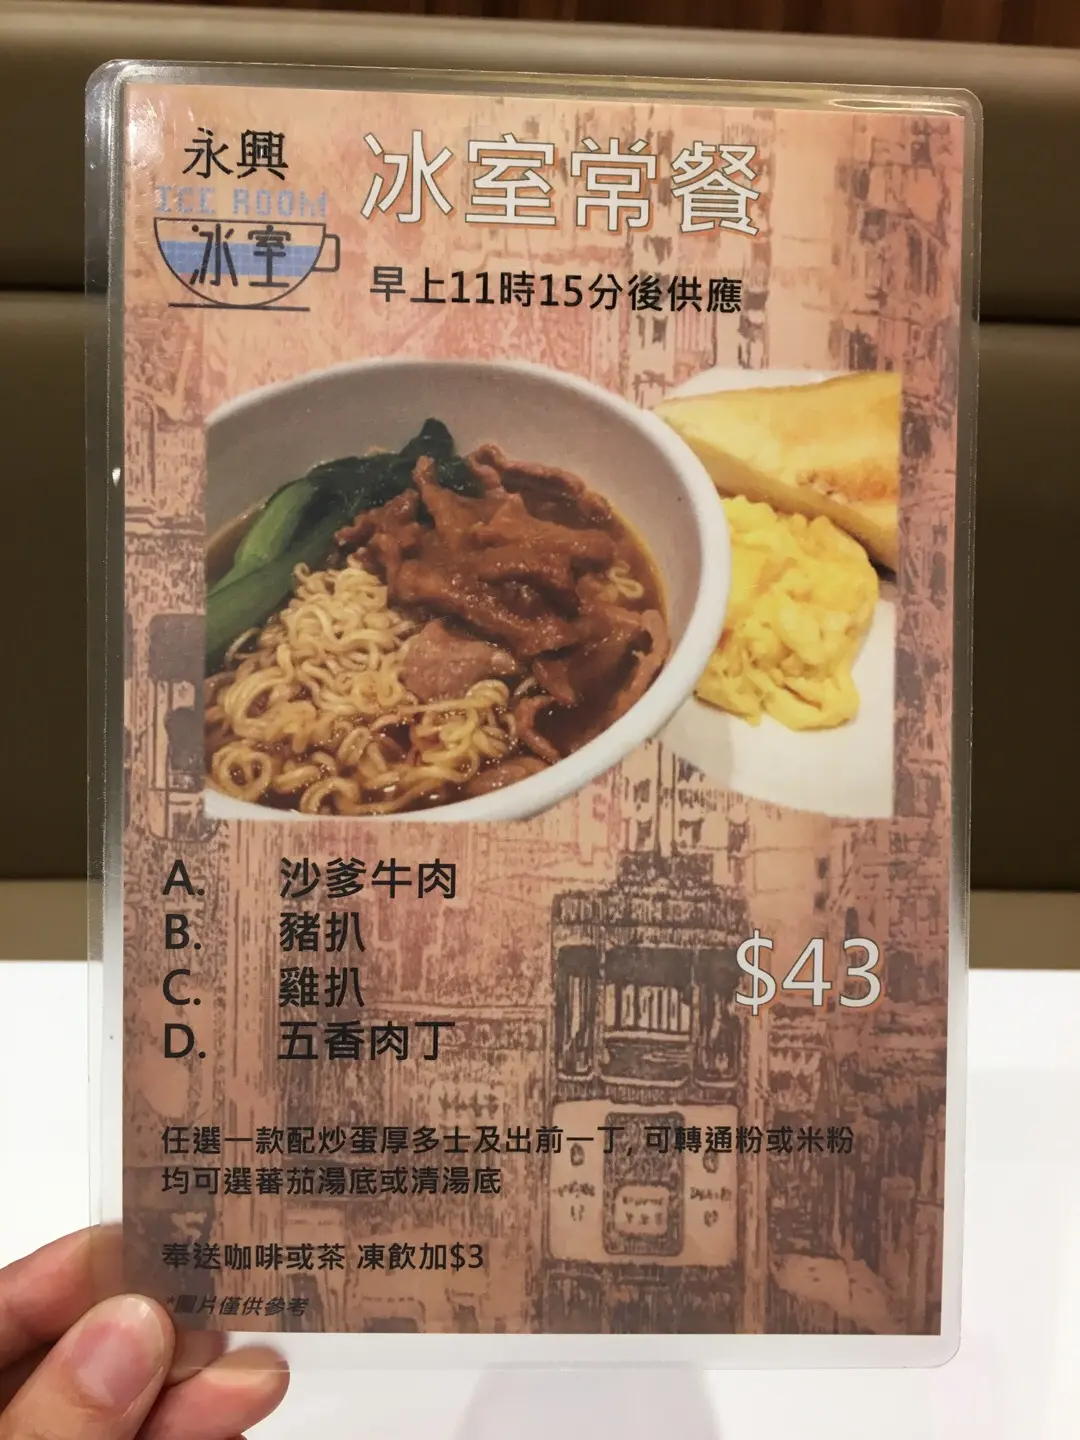 永興
ICE ROOM
冰室
冰室常餐
早上11時15分後供應
A. 沙爹牛肉
B. 豬扒
C. 雞扒
D. 五香肉丁
$43
任選一款配炒蛋厚多士及出前一丁, 可轉通粉或米粉
均可選蕃茄湯底或清湯底
奉送咖啡或茶 凍飲加$3
*圖片僅供參考